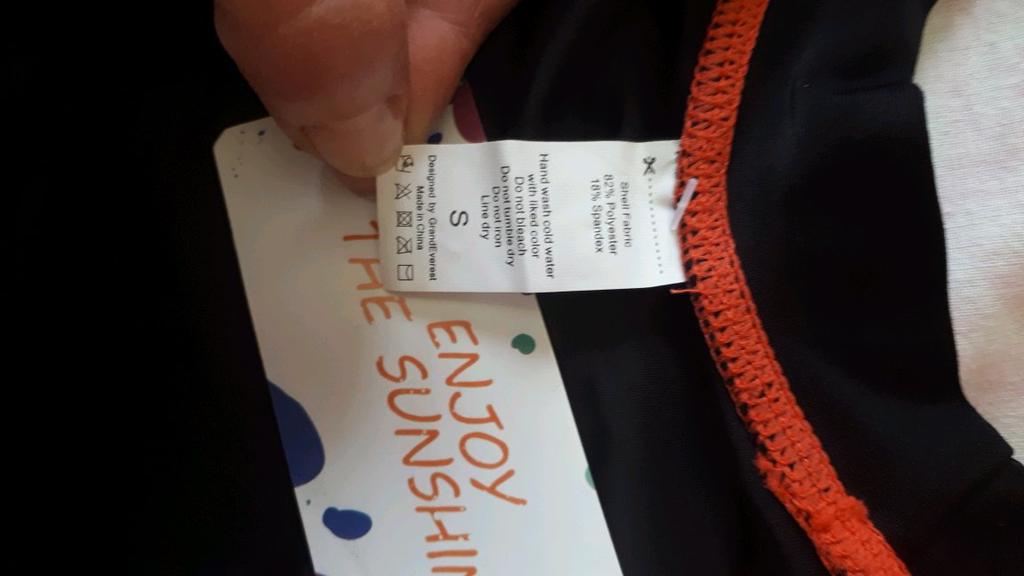 Shell Fabric
82% Polyester
18% Spandex
Hand wash cold water
with liked color
Do not bleach
Do not tumble dry
Do not iron
Line dry
S
Designed by GrandEverest
Made in China
ENJOY
THE SUNSHIN